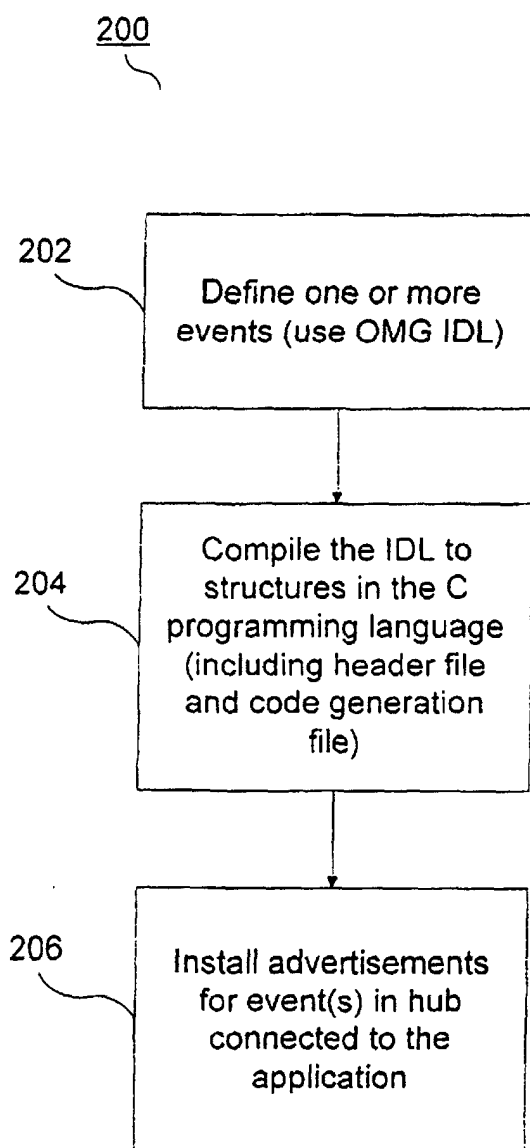 200
202
Define one or more
events (use OMG IDL)
204
Compile the IDL to
structures in the C
programming language
(including header file
and code generation
file)
206
Install advertisements
for event(s) in hub
connected to the
application